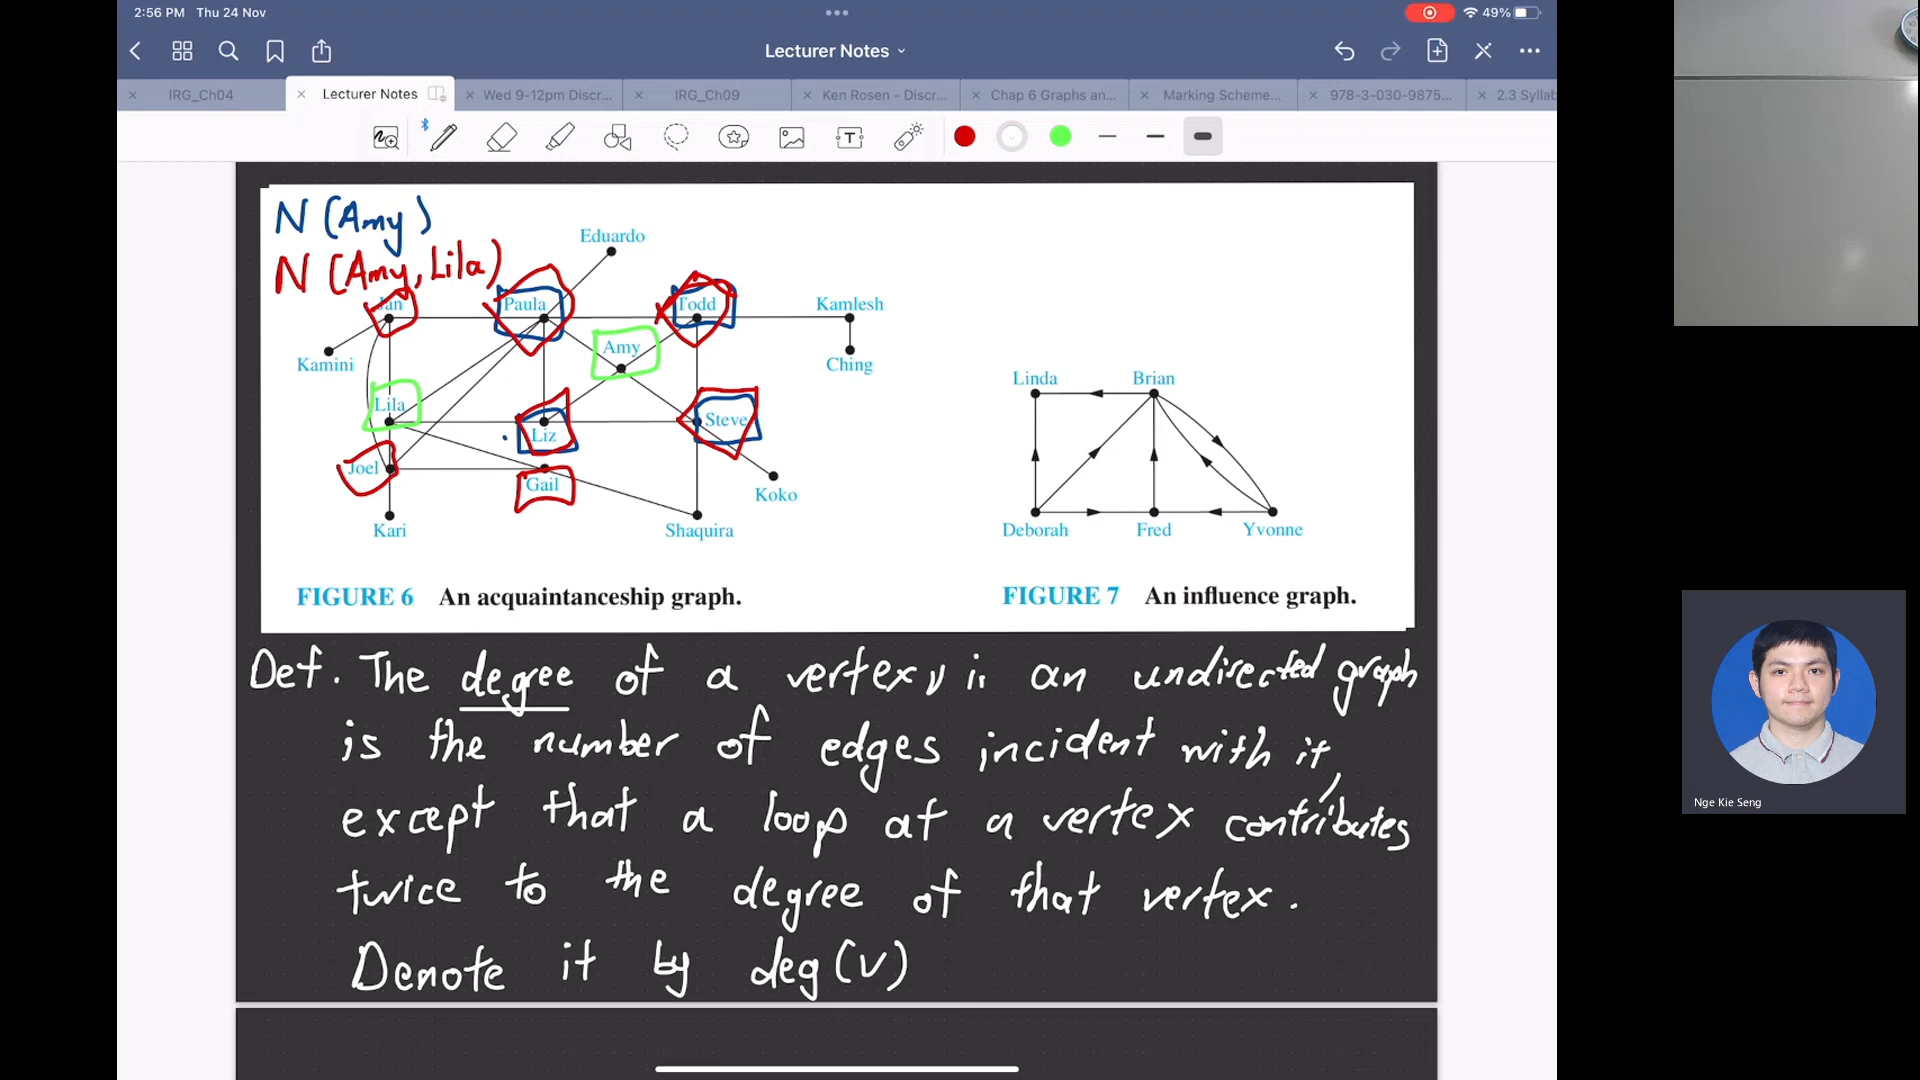 2:56 PM Thu 24 Nov
49%
Lecturer Notes
IRG_Ch04
Lecturer Notes
Wed 9-12pm Discr...
IRG_Ch09
Ken Rosen - Discr...
Chap 6 Graphs an...
Marking Scheme...
978-3-030-9875...
2.3 Syllab
N (Amy)
N (Amy, Lila)
Eduardo
Jan
Paula
Todd
Kamlesh
Amy
Kamini
Ching
Lila
Liz
Steve
Joel
Gail
Koko
Kari
Shaquira
Linda
Brian
Deborah
Fred
Yvonne
FIGURE 6 An acquaintanceship graph.
FIGURE 7 An influence graph.
Def. The degree of a vertex v in an undirected graph
is the number of edges incident with it,
except that a loop at a vertex contributes
twice to the degree of that vertex.
Denote it by deg(v)
Nge Kie Seng